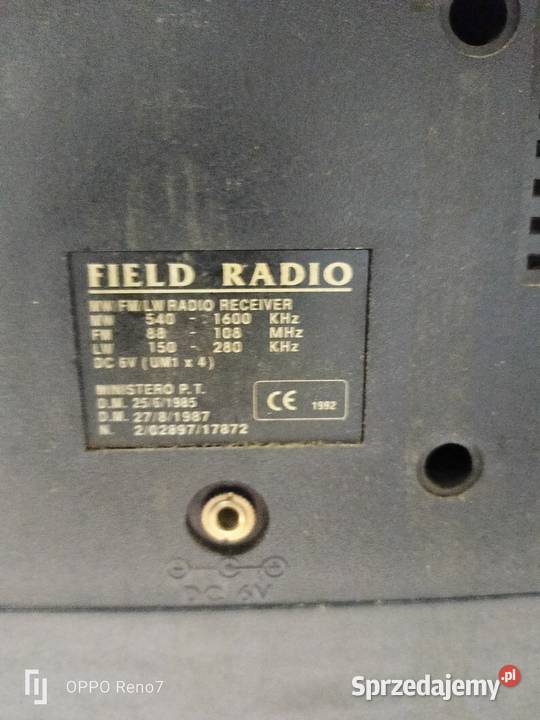 FIELD RADIO
MW/FM/LW RADIO RECEIVER
MW 540 - 1600 KHz
FM 88 - 108 MHz
LW 150 - 280 KHz
DC 6V (UM1 x 4)
MINISTERO P.T.
D.M. 25/6/1985
D.M. 27/8/1987
N. 2/02897/17872
CE 1992
DC 6V
OPPO Reno7
Sprzedajemy.pl